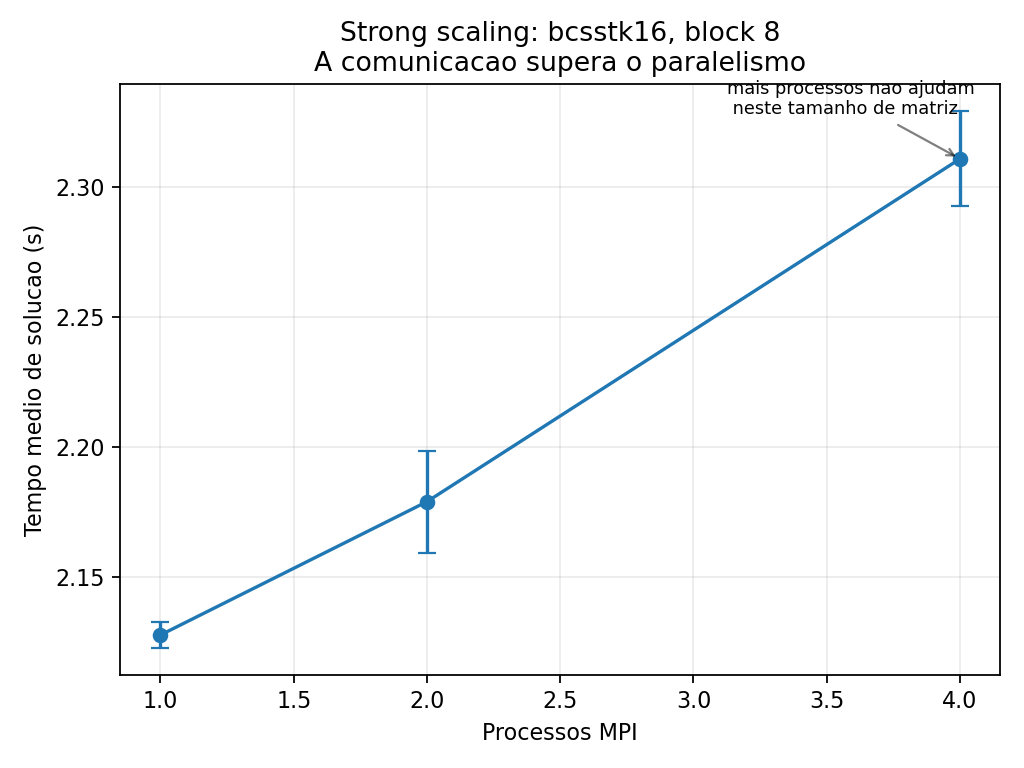 Strong scaling: bcsstk16, block 8
A comunicacao supera o paralelismo
mais processos nao ajudam
neste tamanho de matriz
2.30
2.25
2.20
2.15
Tempo medio de solucao (s)
1.0 1.5 2.0 2.5 3.0 3.5 4.0
Processos MPI